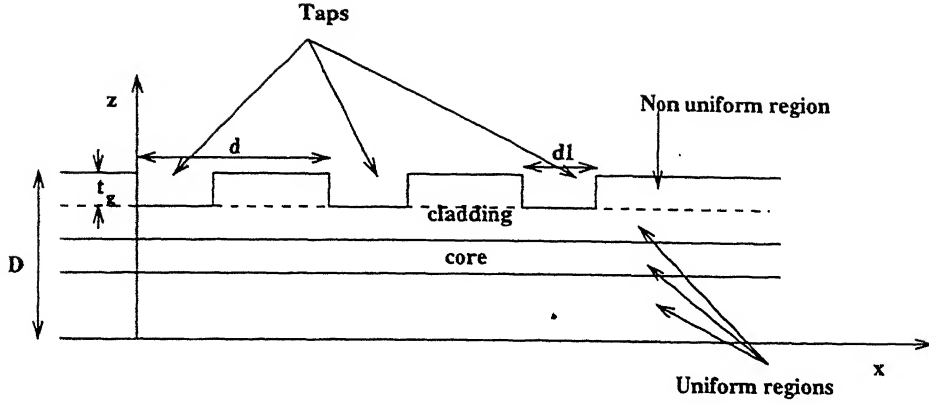 Taps
z
Non uniform region
d
d1
t
g
cladding
D
core
x
Uniform regions